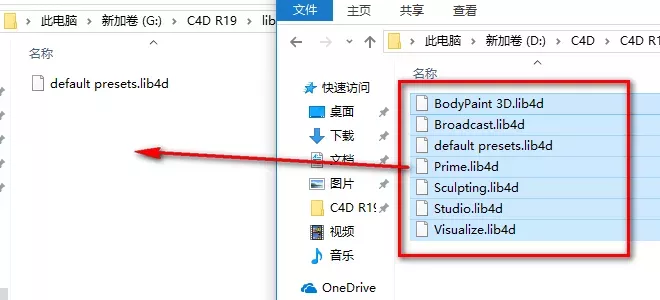 此电脑 › 新加卷 (G:) › C4D R19 › lib
名称
default presets.lib4d
文件 主页 共享 查看
此电脑 › 新加卷 (D:) › C4D › C4D R
名称
快速访问
桌面
下载
文档
图片
C4D R19
视频
音乐
OneDrive
BodyPaint 3D.lib4d
Broadcast.lib4d
default presets.lib4d
Prime.lib4d
Sculpting.lib4d
Studio.lib4d
Visualize.lib4d